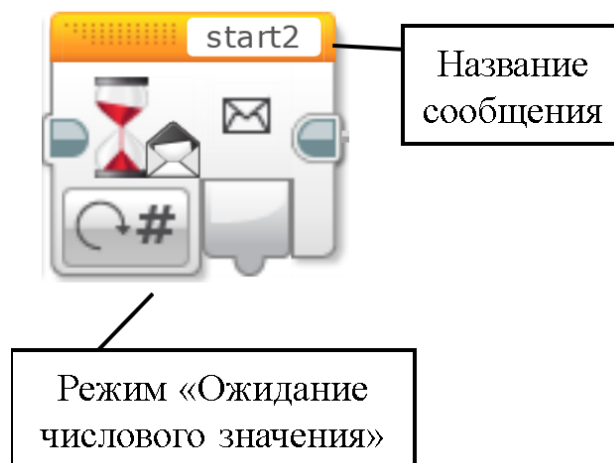 start2
Название
сообщения
#
Режим «Ожидание
числового значения»